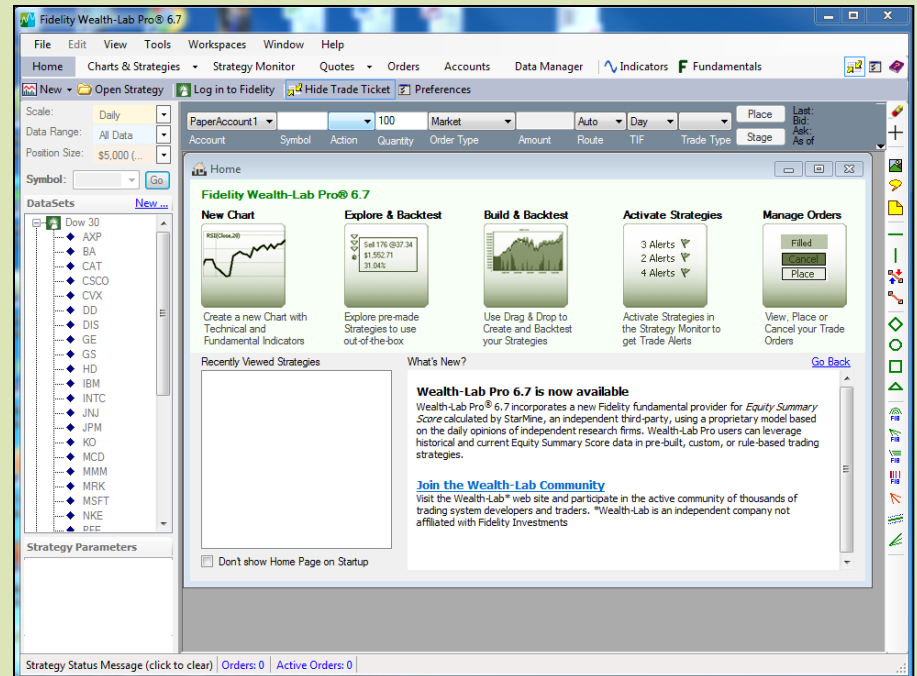 Fidelity Wealth-Lab Pro® 6.7
File Edit View Tools Workspaces Window Help
Home Charts & Strategies Strategy Monitor Quotes Orders Accounts Data Manager Indicators F Fundamentals
New Open Strategy Log in to Fidelity Hide Trade Ticket Preferences
Scale: Daily
Data Range: All Data
Position Size: $5,000 (...
Symbol: Go
DataSets New ...
Dow 30
AXP
BA
CAT
CSCO
CVX
DD
DIS
GE
GS
HD
IBM
INTC
JNJ
JPM
KO
MCD
MMM
MRK
MSFT
NKE
PFE
Strategy Parameters
PaperAccount1 100 Market Auto Day Place Last:
Bid:
Account Symbol Action Quantity Order Type Amount Route TIF Trade Type Stage Ask:
As of
Home
Fidelity Wealth-Lab Pro® 6.7
New Chart Explore & Backtest Build & Backtest Activate Strategies Manage Orders
RSI(Close,20)
Sell 176 @37.34
$1,552.71
31.04%
3 Alerts
2 Alerts
4 Alerts
Filled
Cancel
Place
Create a new Chart with
Technical and
Fundamental Indicators
Explore pre-made
Strategies to use
out-of-the-box
Use Drag & Drop to
Create and Backtest
your Strategies
Activate Strategies in
the Strategy Monitor to
get Trade Alerts
View, Place or
Cancel your Trade
Orders
Recently Viewed Strategies What's New? Go Back
Wealth-Lab Pro 6.7 is now available
Wealth-Lab Pro® 6.7 incorporates a new Fidelity fundamental provider for Equity Summary
Score calculated by StarMine, an independent third-party, using a proprietary model based
on the daily opinions of independent research firms. Wealth-Lab Pro users can leverage
historical and current Equity Summary Score data in pre-built, custom, or rule-based trading
strategies.
Join the Wealth-Lab Community
Visit the Wealth-Lab* web site and participate in the active community of thousands of
trading system developers and traders. *Wealth-Lab is an independent company not
affiliated with Fidelity Investments
Don't show Home Page on Startup
FIB
FIB
FIB
FIB
Strategy Status Message (click to clear) Orders: 0 Active Orders: 0